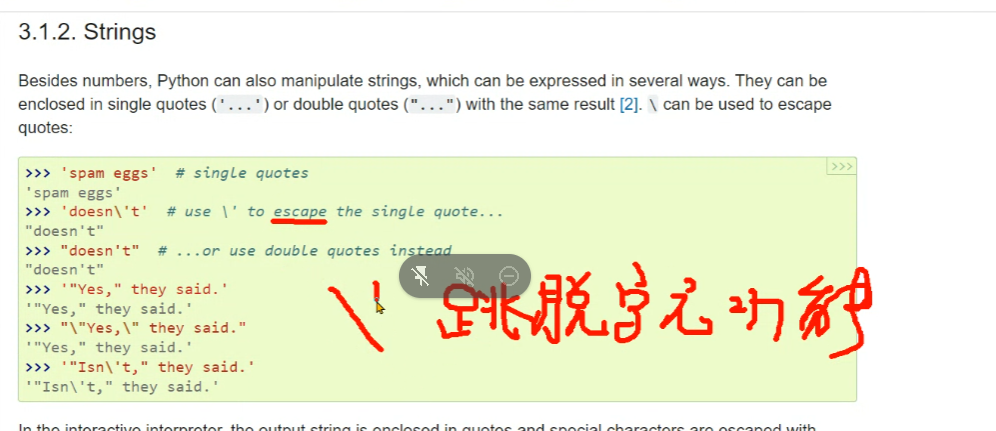 3.1.2. Strings
Besides numbers, Python can also manipulate strings, which can be expressed in several ways. They can be
enclosed in single quotes ('...') or double quotes ("...") with the same result [2]. \ can be used to escape
quotes:
>>>
>>> 'spam eggs'  # single quotes
'spam eggs'
>>> 'doesn\'t'  # use \' to escape the single quote...
"doesn't"
>>> "doesn't"  # ...or use double quotes instead
"doesn't"
>>> '"Yes," they said.'
'"Yes," they said.'
>>> "\"Yes,\" they said."
'"Yes," they said.'
>>> '"Isn\'t," they said.'
'"Isn\'t," they said.'
\' 跳脫字元功能
In the interactive interpreter, the output string is enclosed in quotes and special characters are escaped with